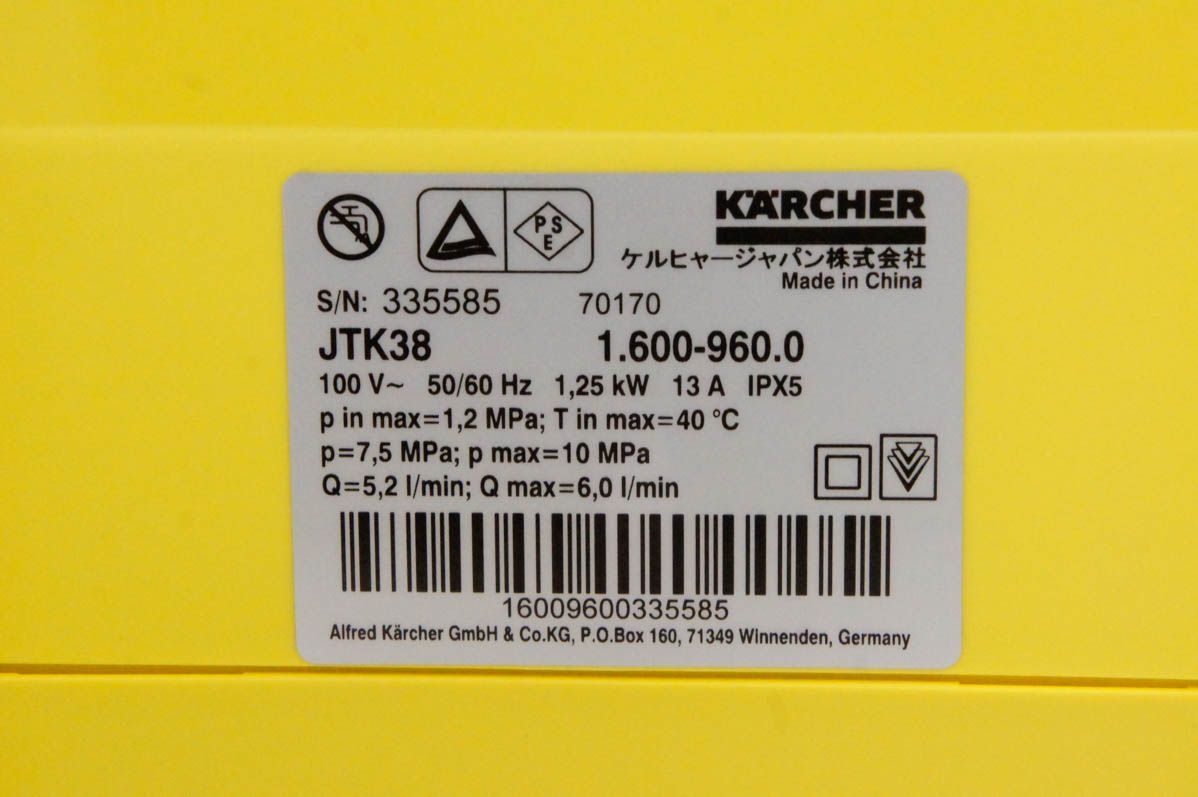 PS
E
KÄRCHER
ケルヒャージャパン株式会社
Made in China
S/N: 335585 70170
JTK38 1.600-960.0
100 V~ 50/60 Hz 1,25 kW 13 A IPX5
p in max=1,2 MPa; T in max=40 °C
p=7,5 MPa; p max=10 MPa
Q=5,2 l/min; Q max=6,0 l/min
16009600335585
Alfred Kärcher GmbH & Co.KG, P.O.Box 160, 71349 Winnenden, Germany